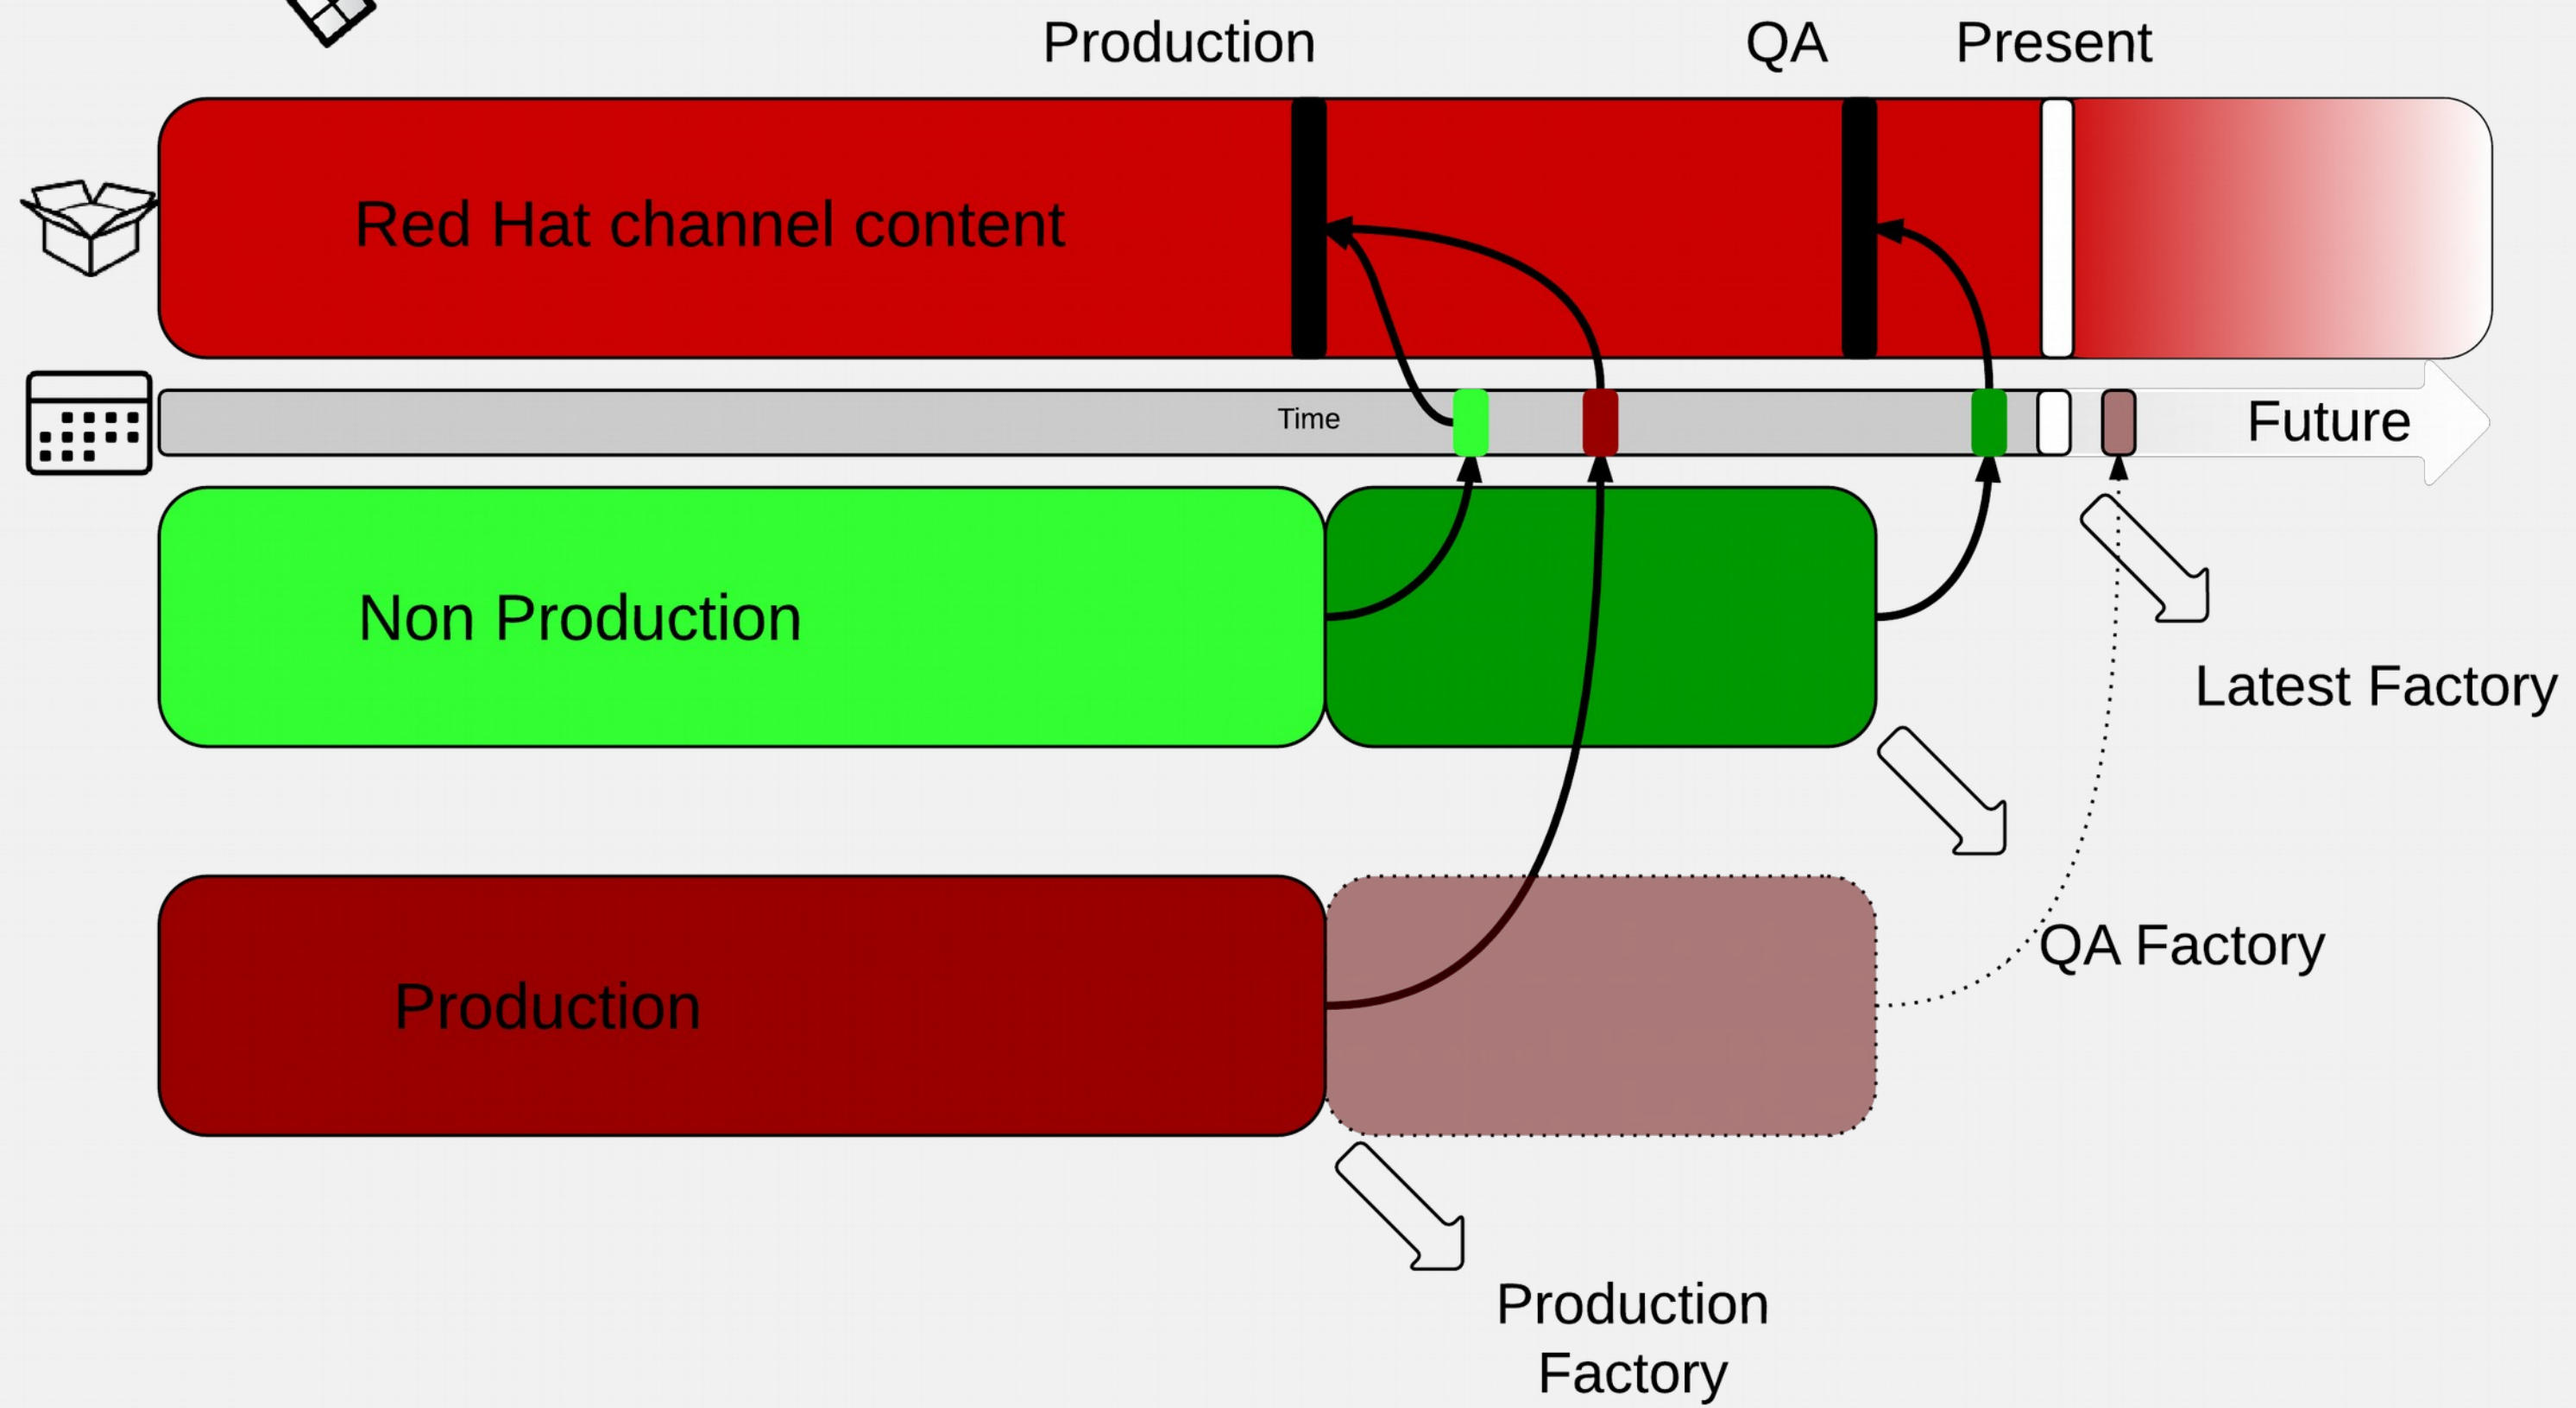 Production
QA
Present
Red Hat channel content
Time
Future
Non Production
Latest Factory
QA Factory
Production
Production
Factory